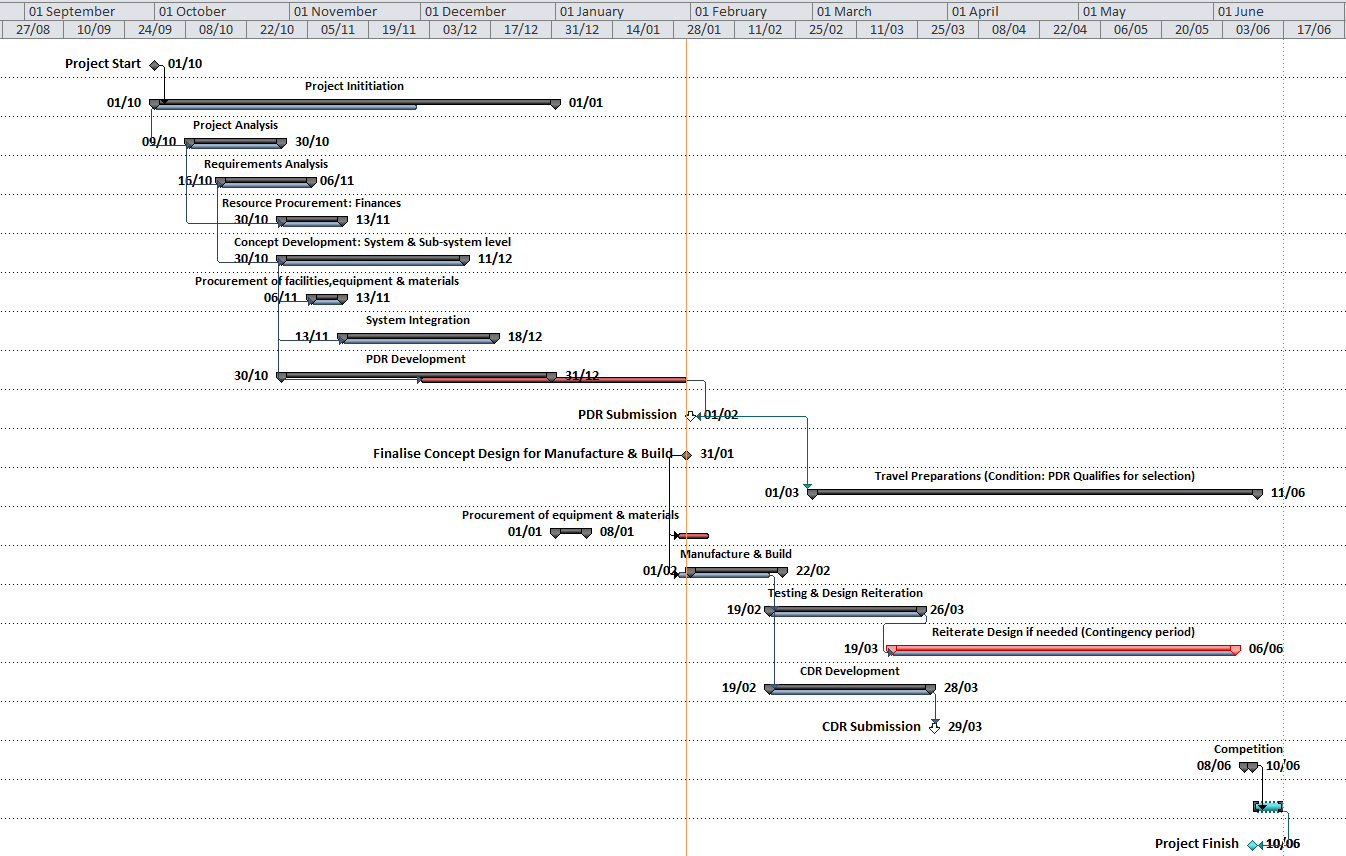 01 September 01 October 01 November 01 December 01 January 01 February 01 March 01 April 01 May 01 June
27/08 10/09 24/09 08/10 22/10 05/11 19/11 03/12 17/12 31/12 14/01 28/01 11/02 25/02 11/03 25/03 08/04 22/04 06/05 20/05 03/06 17/06
Project Start 01/10
Project Inititiation
01/10 01/01
Project Analysis
09/10 30/10
Requirements Analysis
16/10 06/11
Resource Procurement: Finances
30/10 13/11
Concept Development: System & Sub-system level
30/10 11/12
Procurement of facilities,equipment & materials
06/11 13/11
System Integration
13/11 18/12
PDR Development
30/10 31/12
PDR Submission 01/02
Finalise Concept Design for Manufacture & Build 31/01
Travel Preparations (Condition: PDR Qualifies for selection)
01/03 11/06
Procurement of equipment & materials
01/01 08/01
Manufacture & Build
01/02 22/02
Testing & Design Reiteration
19/02 26/03
Reiterate Design if needed (Contingency period)
19/03 06/06
CDR Development
19/02 28/03
CDR Submission 29/03
Competition
08/06 10/06
Project Finish 10/06